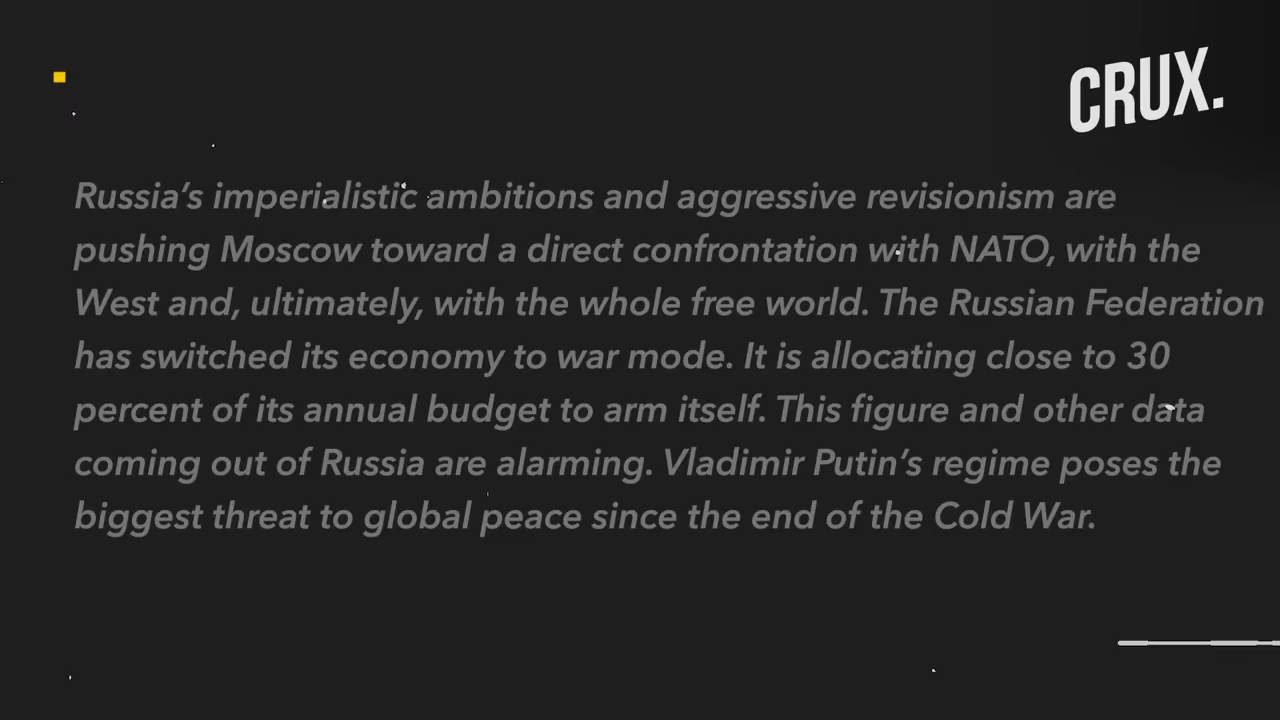 CRUX.
Russia’s imperialistic ambitions and aggressive revisionism are
pushing Moscow toward a direct confrontation with NATO, with the
West and, ultimately, with the whole free world. The Russian Federation
has switched its economy to war mode. It is allocating close to 30
percent of its annual budget to arm itself. This figure and other data
coming out of Russia are alarming. Vladimir Putin’s regime poses the
biggest threat to global peace since the end of the Cold War.